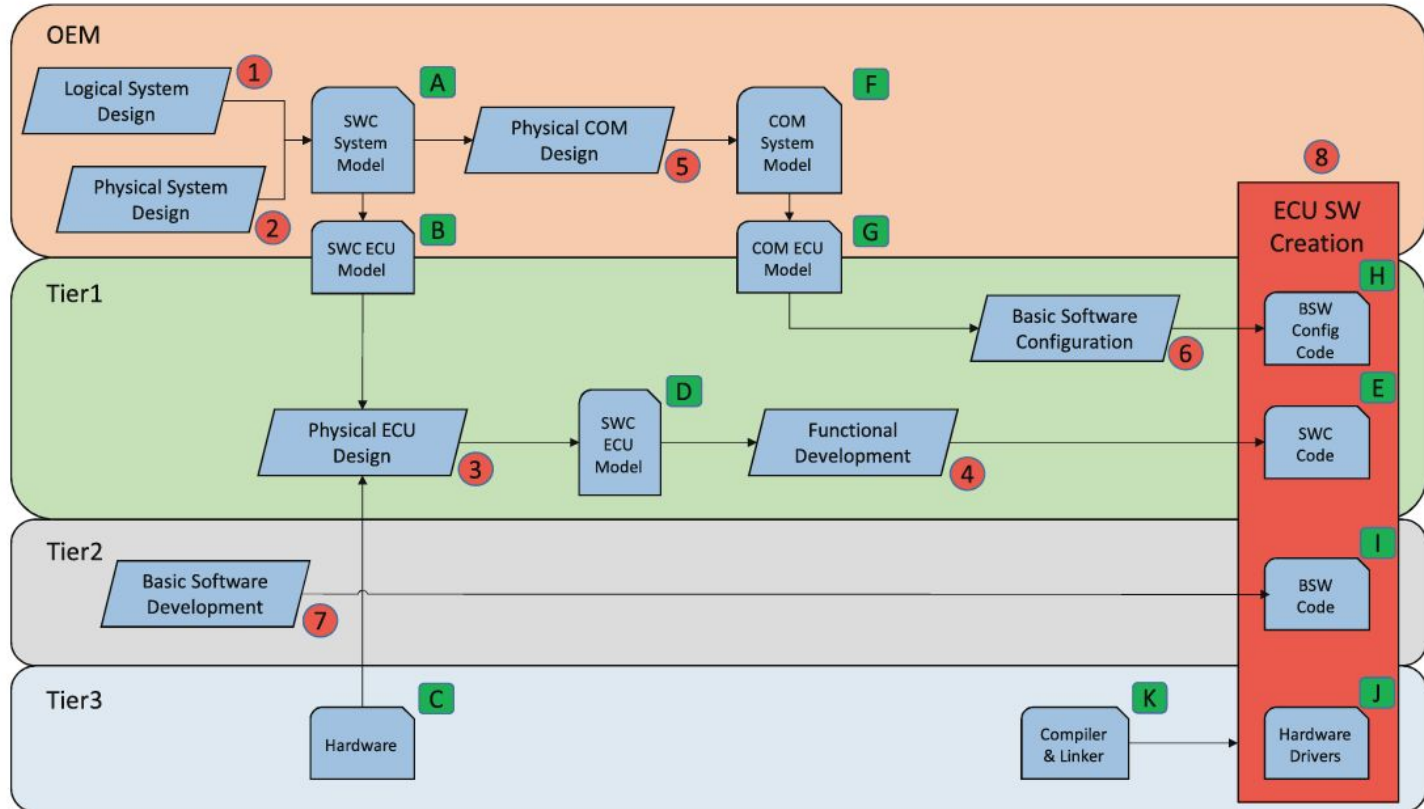 OEM
1
Logical System
Design
Physical System
Design
2
A
SWC
System
Model
Physical COM
Design
5
F
COM
System
Model
B
SWC ECU
Model
G
COM ECU
Model
8
ECU SW
Creation
Tier1
H
BSW
Config
Code
Basic Software
Configuration
6
Physical ECU
Design
3
D
SWC
ECU
Model
Functional
Development
4
E
SWC
Code
Tier2
Basic Software
Development
7
I
BSW
Code
Tier3
C
Hardware
K
Compiler
& Linker
J
Hardware
Drivers